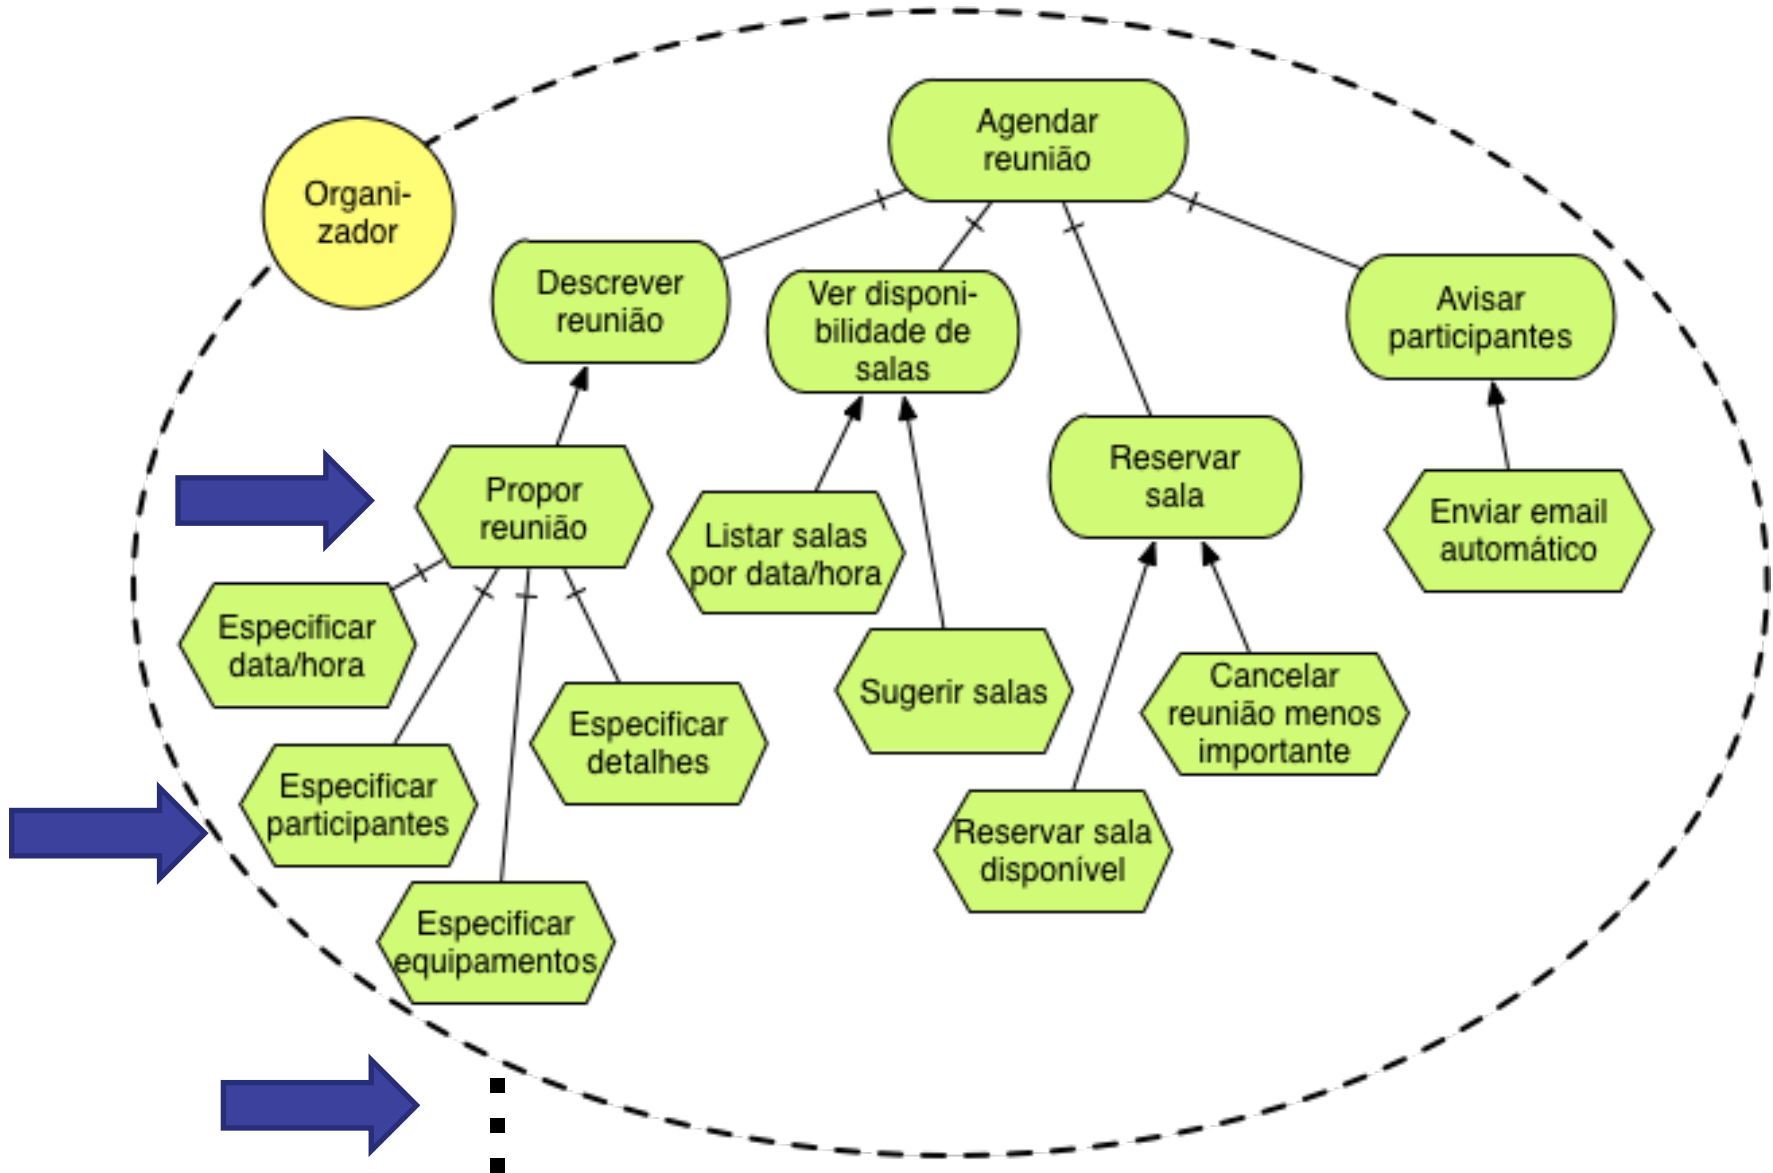 Agendar
reunião
Organi-
zador
Descrever
reunião
Ver disponi-
bilidade de
salas
Avisar
participantes
Reservar
sala
Propor
reunião
Listar salas
por data/hora
Enviar email
automático
Especificar
data/hora
Sugerir salas
Cancelar
reunião menos
importante
Especificar
detalhes
Especificar
participantes
Reservar sala
disponível
Especificar
equipamentos